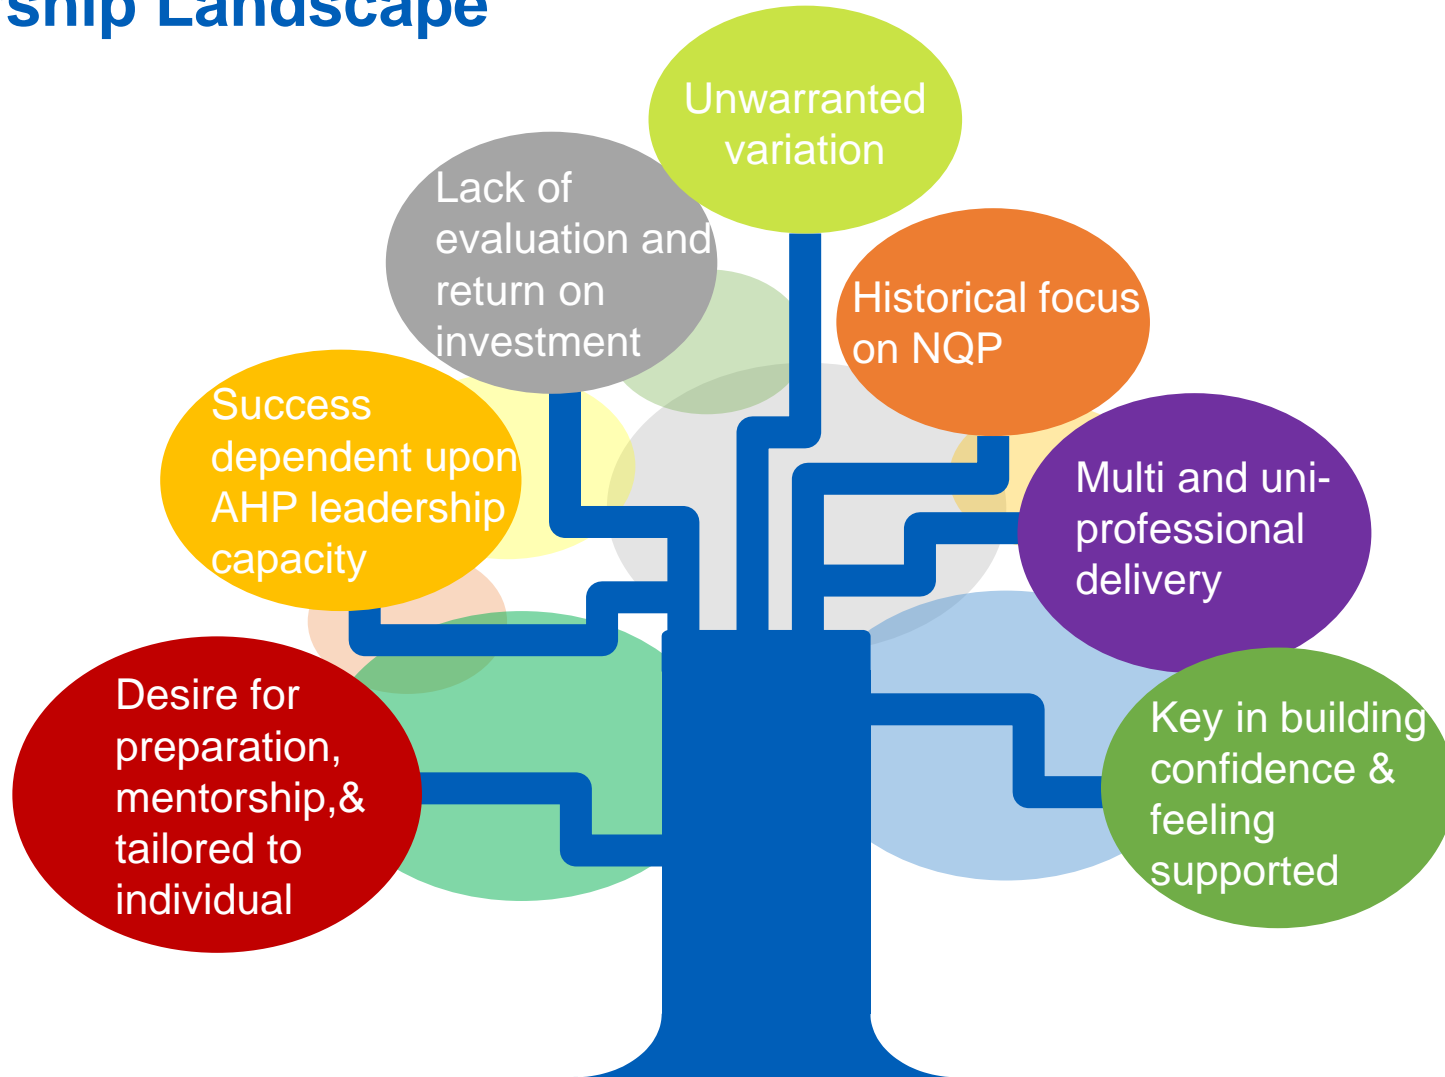 ship Landscape
Unwarranted
variation
Lack of
evaluation and
return on
investment
Historical focus
on NQP
Success
dependent upon
AHP leadership
capacity
Multi and uni-
professional
delivery
Desire for
preparation,
mentorship,&
tailored to
individual
Key in building
confidence &
feeling
supported